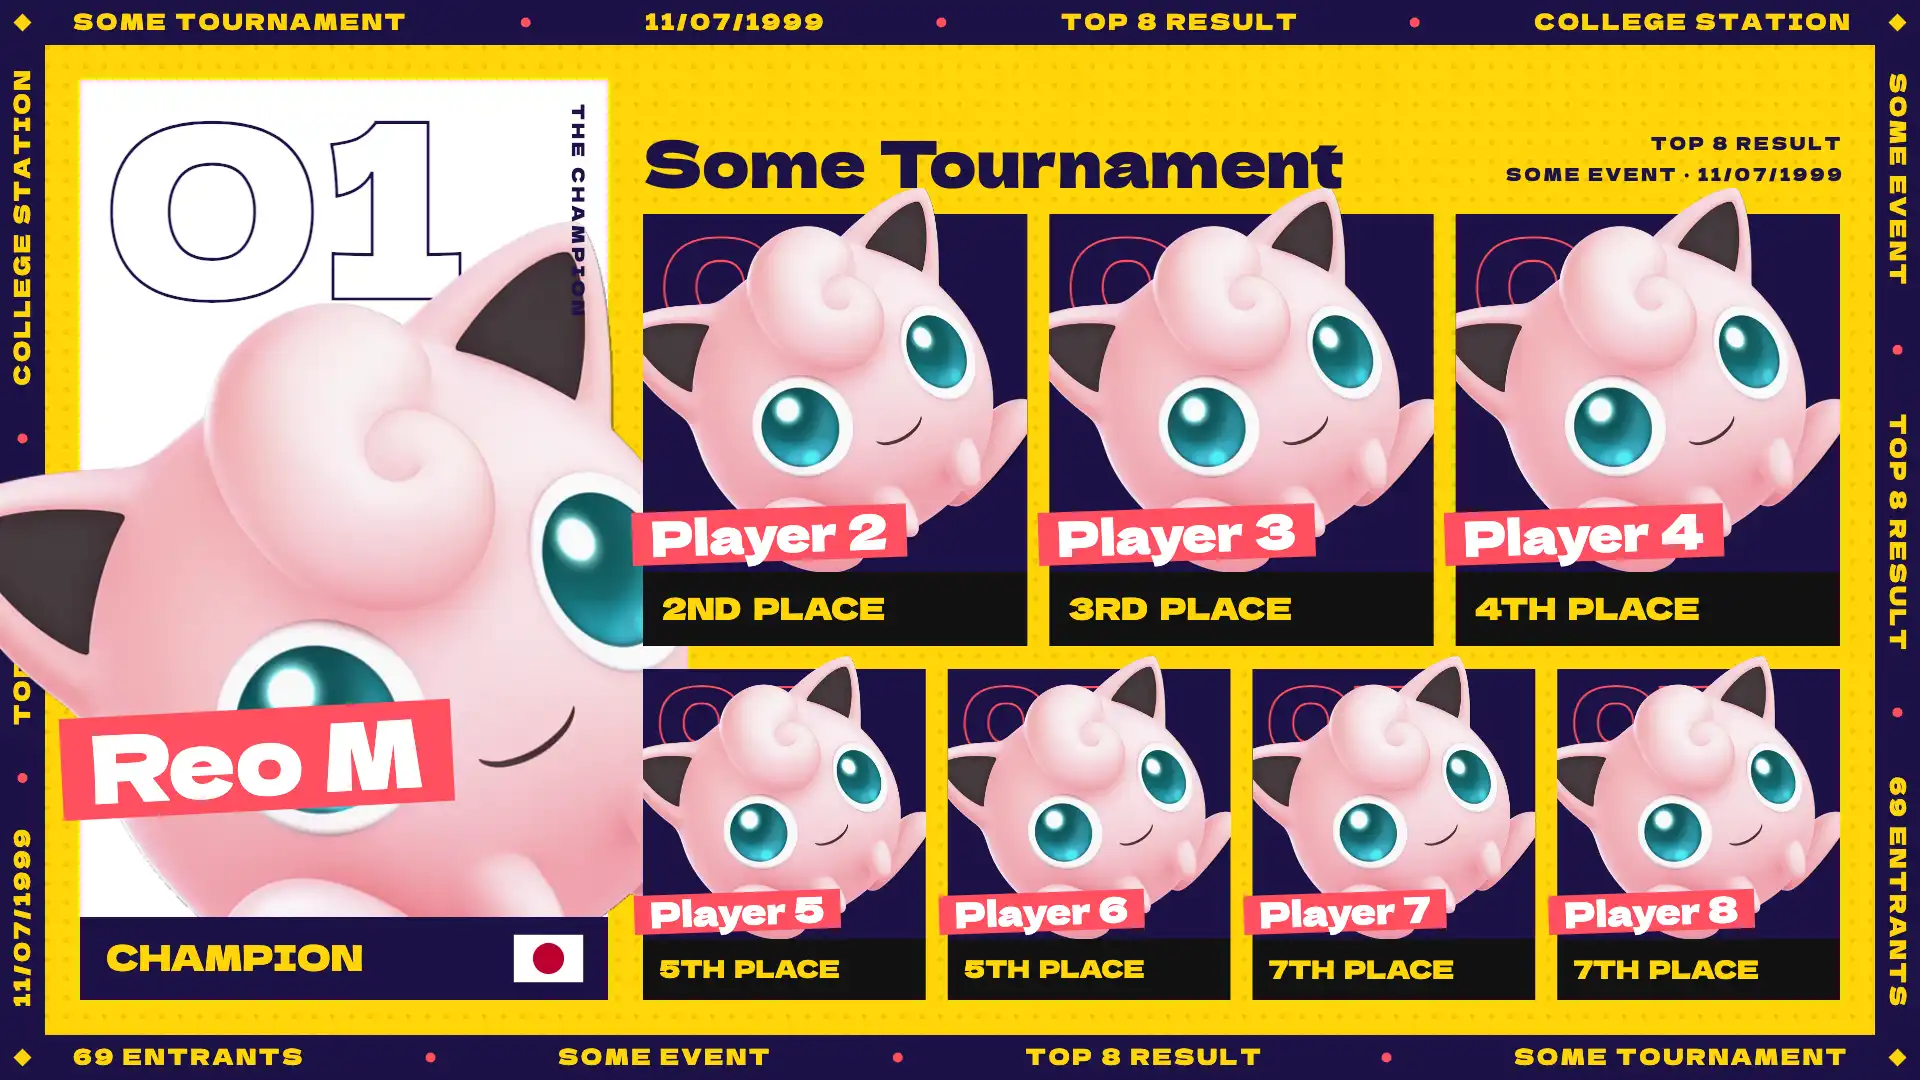 SOME TOURNAMENT • 11/07/1999 • TOP 8 RESULT • COLLEGE STATION
COLLEGE STATION
11/07/1999
01
THE CHAMPION
Reo M
CHAMPION
Some Tournament
TOP 8 RESULT
SOME EVENT · 11/07/1999
Player 2
2ND PLACE
Player 3
3RD PLACE
Player 4
4TH PLACE
Player 5
5TH PLACE
Player 6
5TH PLACE
Player 7
7TH PLACE
Player 8
7TH PLACE
SOME EVENT • TOP 8 RESULT • 69 ENTRANTS
69 ENTRANTS • SOME EVENT • TOP 8 RESULT • SOME TOURNAMENT